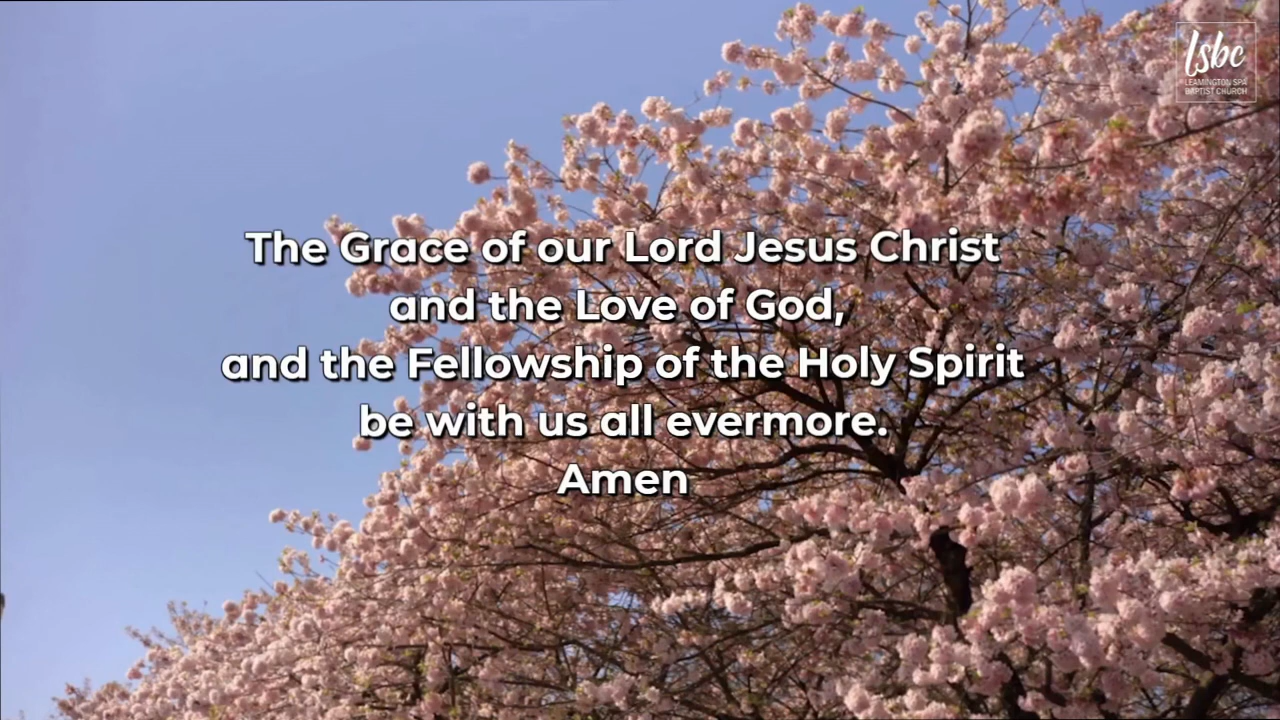 lsbc
LEAMINGTON SPA
BAPTIST CHURCH
The Grace of our Lord Jesus Christ
and the Love of God,
and the Fellowship of the Holy Spirit
be with us all evermore.
Amen